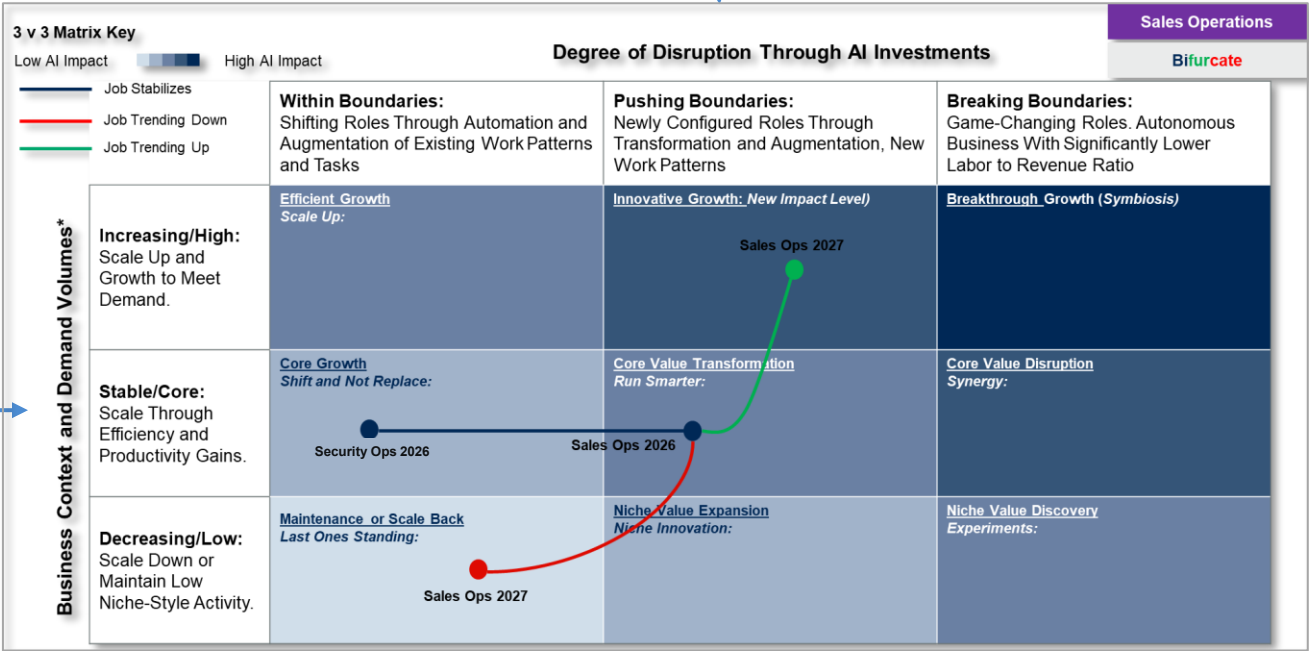 3 v 3 Matrix Key
Low AI Impact
High AI Impact
Degree of Disruption Through AI Investments
Sales Operations
Bifurcate
Job Stabilizes
Job Trending Down
Job Trending Up
Within Boundaries:
Shifting Roles Through Automation and
Augmentation of Existing Work Patterns
and Tasks
Pushing Boundaries:
Newly Configured Roles Through
Transformation and Augmentation, New
Work Patterns
Breaking Boundaries:
Game-Changing Roles. Autonomous
Business With Significantly Lower
Labor to Revenue Ratio
Business Context and Demand Volumes*
Increasing/High:
Scale Up and
Growth to Meet
Demand.
Efficient Growth
Scale Up:
Innovative Growth: New Impact Level)
Sales Ops 2027
Breakthrough Growth (Symbiosis)
Stable/Core:
Scale Through
Efficiency and
Productivity Gains.
Core Growth
Shift and Not Replace:
Security Ops 2026
Core Value Transformation
Run Smarter:
Sales Ops 2026
Core Value Disruption
Synergy:
Decreasing/Low:
Scale Down or
Maintain Low
Niche-Style Activity.
Maintenance or Scale Back
Last Ones Standing:
Sales Ops 2027
Niche Value Expansion
Niche Innovation:
Niche Value Discovery
Experiments: